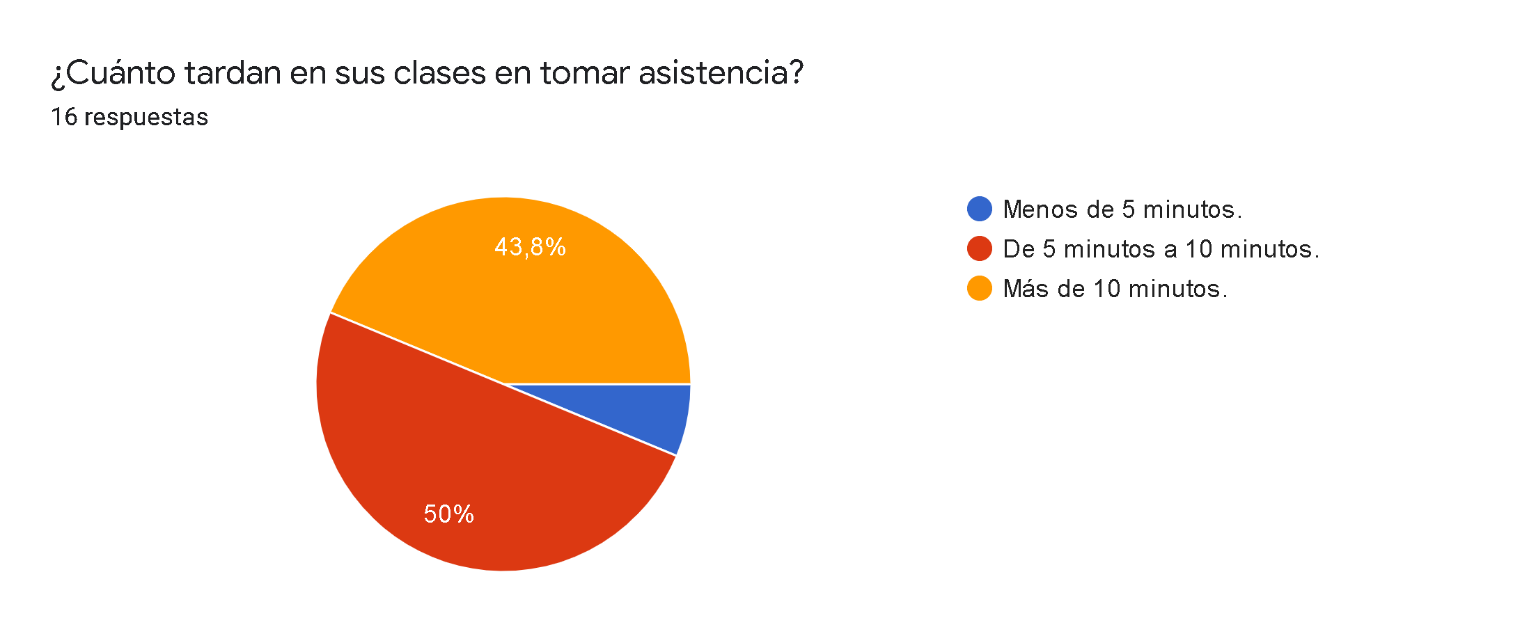 ¿Cuánto tardan en sus clases en tomar asistencia?
16 respuestas
43,8%
50%
Menos de 5 minutos.
De 5 minutos a 10 minutos.
Más de 10 minutos.